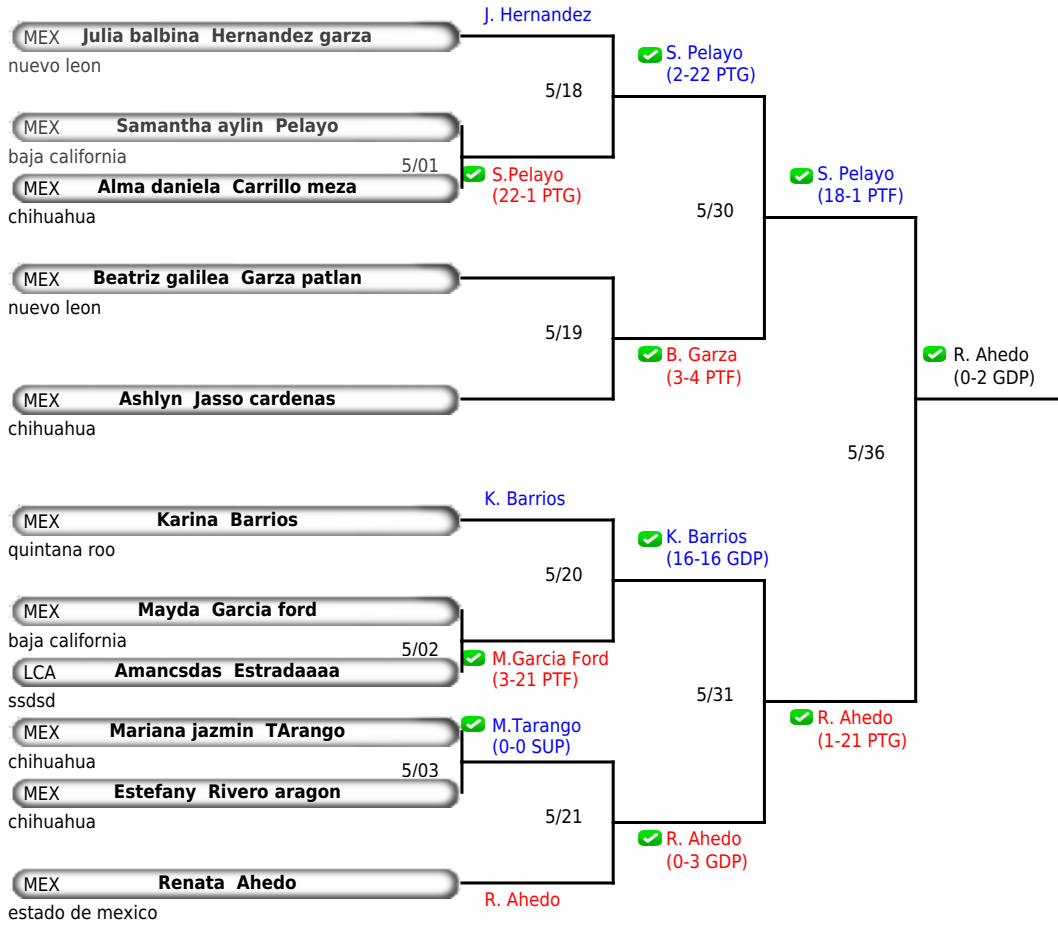 J. Hernandez
MEX Julia balbina Hernandez garza
nuevo leon
S. Pelayo
(2-22 PTG)
5/18
MEX Samantha aylin Pelayo
baja california
5/01
S.Pelayo
(22-1 PTG)
MEX Alma daniela Carrillo meza
chihuahua
S. Pelayo
(18-1 PTF)
5/30
MEX Beatriz galilea Garza patlan
nuevo leon
5/19
B. Garza
(3-4 PTF)
R. Ahedo
(0-2 GDP)
MEX Ashlyn Jasso cardenas
chihuahua
5/36
K. Barrios
MEX Karina Barrios
quintana roo
K. Barrios
(16-16 GDP)
5/20
MEX Mayda Garcia ford
baja california
5/02
M.Garcia Ford
(3-21 PTF)
LCA Amancsdas Estradaaaa
ssdsd
5/31
MEX Mariana jazmin TArango
chihuahua
M.Tarango
(0-0 SUP)
R. Ahedo
(1-21 PTG)
5/03
MEX Estefany Rivero aragon
chihuahua
5/21
R. Ahedo
(0-3 GDP)
MEX Renata Ahedo
estado de mexico
R. Ahedo